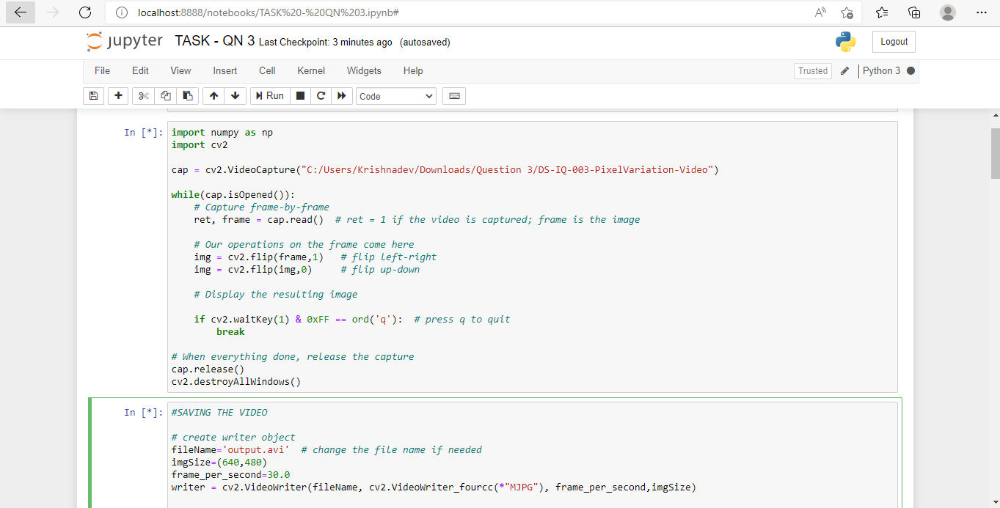 localhost:8888/notebooks/TASK%20-%20QN%203.ipynb#
jupyter TASK - QN 3 Last Checkpoint: 3 minutes ago (autosaved)
Logout
File Edit View Insert Cell Kernel Widgets Help
Trusted Python 3
Run Code
In [*]: import numpy as np
import cv2
cap = cv2.VideoCapture("C:/Users/Krishnadev/Downloads/Question 3/DS-IQ-003-PixelVariation-Video")
while(cap.isOpened()):
# Capture frame-by-frame
ret, frame = cap.read() # ret = 1 if the video is captured; frame is the image
# Our operations on the frame come here
img = cv2.flip(frame,1) # flip left-right
img = cv2.flip(img,0) # flip up-down
# Display the resulting image
if cv2.waitKey(1) & 0xFF == ord('q'): # press q to quit
break
# When everything done, release the capture
cap.release()
cv2.destroyAllWindows()
In [*]: #SAVING THE VIDEO
# create writer object
fileName='output.avi' # change the file name if needed
imgSize=(640,480)
frame_per_second=30.0
writer = cv2.VideoWriter(fileName, cv2.VideoWriter_fourcc(*"MJPG"), frame_per_second,imgSize)